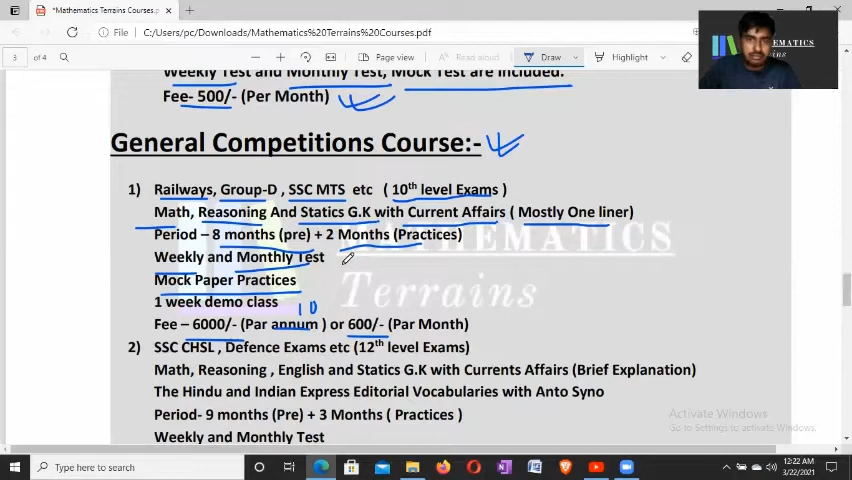 *Mathematics Terrains Courses.pdf
File
C:/Users/pc/Downloads/Mathematics%20Terrains%20Courses.pdf
3
of 4
Page view
Read aloud
Draw
Highlight
Weekly Test and Monthly Test, Mock Test are included.
Fee- 500/- (Per Month)
General Competitions Course:-
1) Railways, Group-D , SSC MTS etc ( 10th level Exams )
Math, Reasoning And Statics G.K with Current Affairs ( Mostly One liner)
Period – 8 months (pre) + 2 Months (Practices)
Weekly and Monthly Test
Mock Paper Practices
1 week demo class
10
Fee – 6000/- (Par annum ) or 600/- (Par Month)
2) SSC CHSL , Defence Exams etc (12th level Exams)
Math, Reasoning , English and Statics G.K with Currents Affairs (Brief Explanation)
The Hindu and Indian Express Editorial Vocabularies with Anto Syno
Period- 9 months (Pre) + 3 Months ( Practices )
Weekly and Monthly Test
MATHEMATICS
Terrains
Activate Windows
Go to Settings to activate Windows.
Type here to search
12:22 AM
3/22/2021